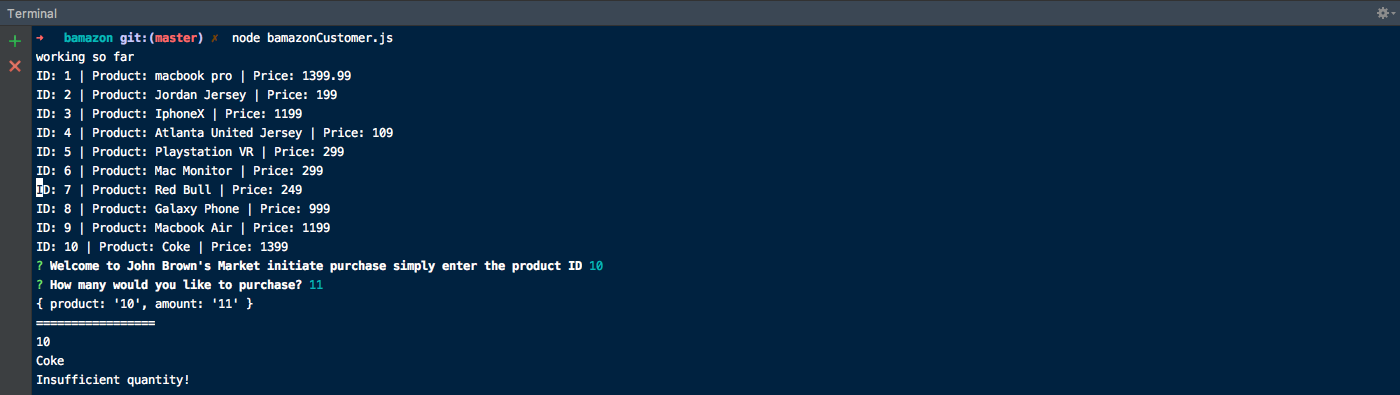 Terminal
➜ bamazon git:(master) ✗ node bamazonCustomer.js
working so far
ID: 1 | Product: macbook pro | Price: 1399.99
ID: 2 | Product: Jordan Jersey | Price: 199
ID: 3 | Product: IphoneX | Price: 1199
ID: 4 | Product: Atlanta United Jersey | Price: 109
ID: 5 | Product: Playstation VR | Price: 299
ID: 6 | Product: Mac Monitor | Price: 299
ID: 7 | Product: Red Bull | Price: 249
ID: 8 | Product: Galaxy Phone | Price: 999
ID: 9 | Product: Macbook Air | Price: 1199
ID: 10 | Product: Coke | Price: 1399
? Welcome to John Brown's Market initiate purchase simply enter the product ID 10
? How many would you like to purchase? 11
{ product: '10', amount: '11' }
=================
10
Coke
Insufficient quantity!